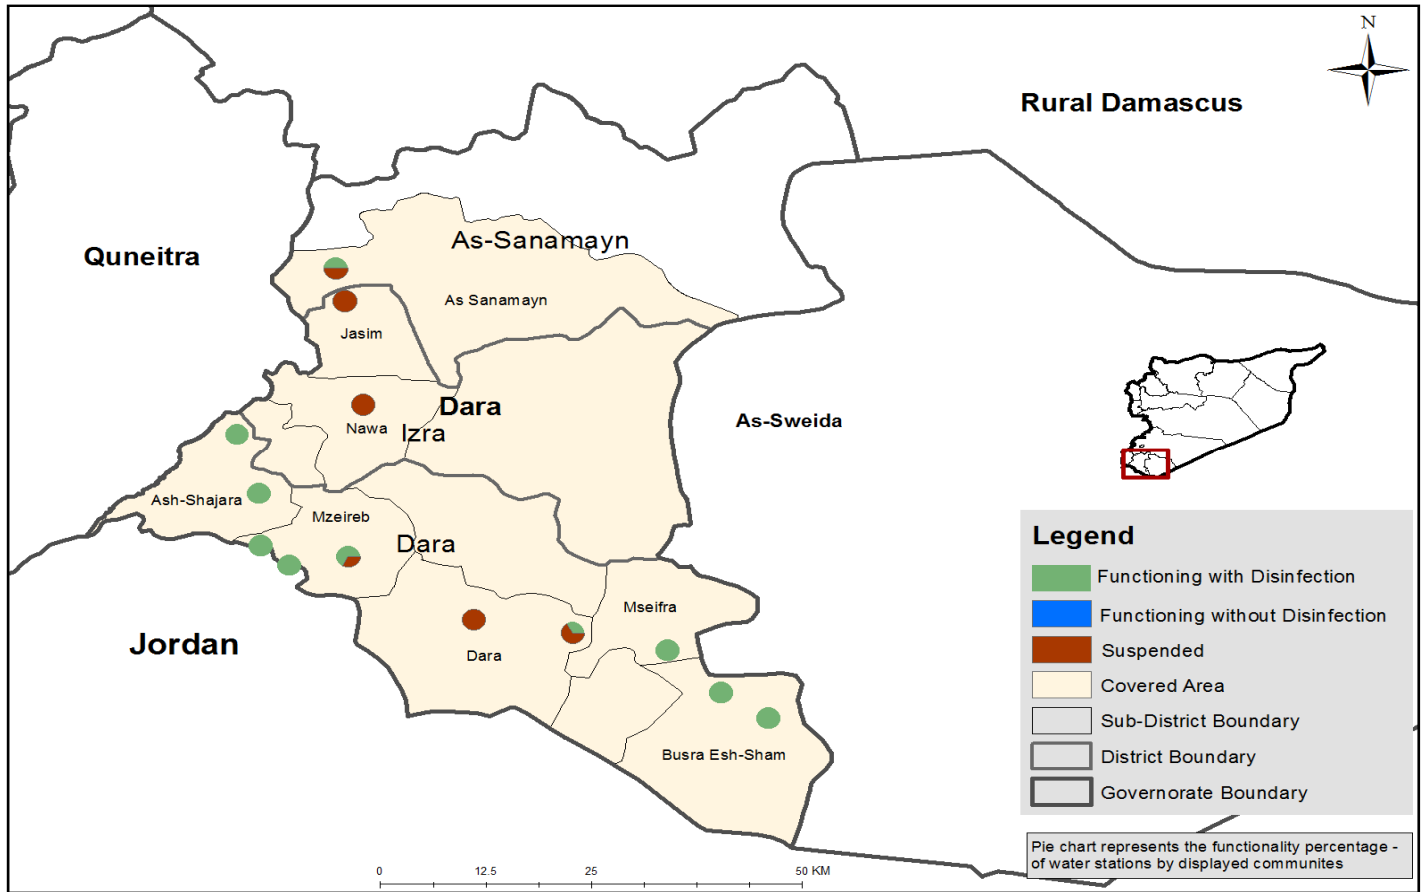 N
Rural Damascus
Quneitra
As-Sanamayn
As Sanamayn
Jasim
Dara
As-Sweida
Nawa
Izra
Ash-Shajara
Mzeireb
Dara
Mseifra
Jordan
Dara
Busra Esh-Sham
Legend
Functioning with Disinfection
Functioning without Disinfection
Suspended
Covered Area
Sub-District Boundary
District Boundary
Governorate Boundary
Pie chart represents the functionality percentage -
of water stations by displayed communites
0 12.5 25 50 KM